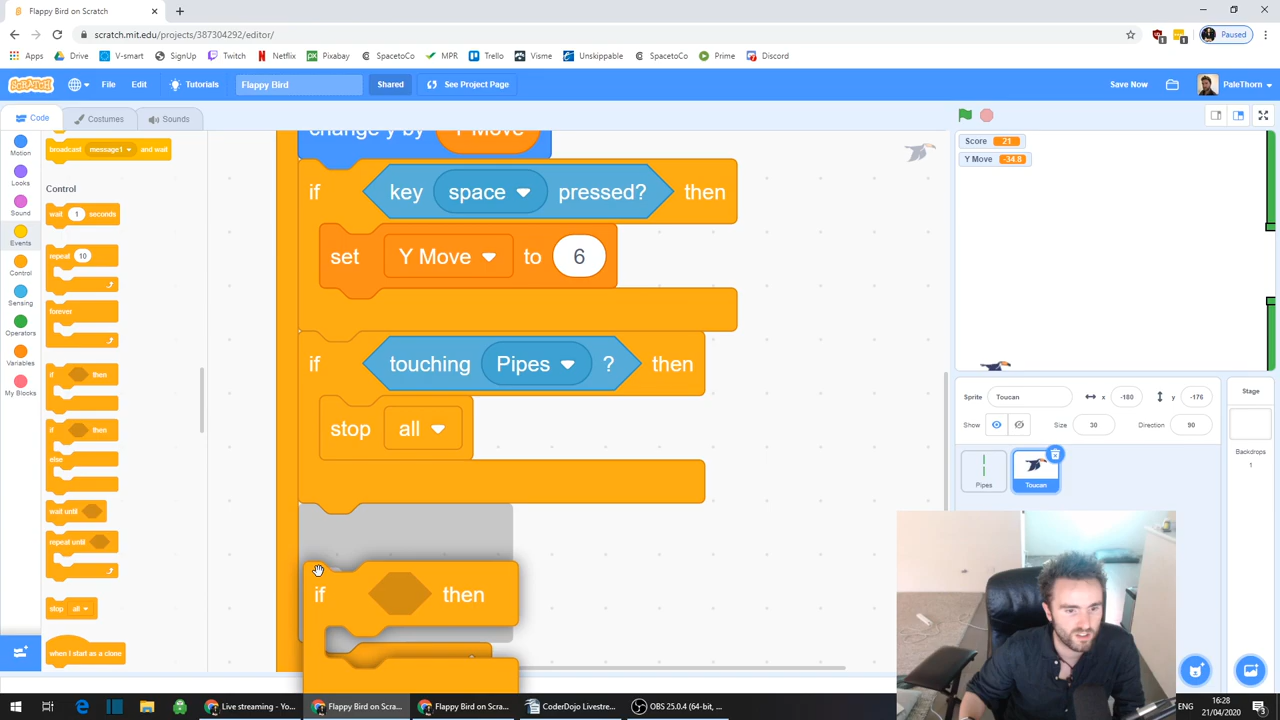 Flappy Bird on Scratch
scratch.mit.edu/projects/387304292/editor/
Paused
Apps Drive V-smart SignUp Twitch Netflix Pixabay SpacetoCo MPR Trello Visme Unskippable SpacetoCo Prime Discord
SCRATCH File Edit Tutorials Flappy Bird Shared See Project Page Save Now PaleThorn
Code Costumes Sounds
Motion
Looks
Sound
Events
Control
Sensing
Operators
Variables
My Blocks
broadcast message1 and wait
Control
wait 1 seconds
repeat 10
forever
if then
if then
else
wait until
repeat until
stop all
when I start as a clone
change y by Y Move
if key space pressed? then
set Y Move to 6
if touching Pipes ? then
stop all
if then
Score 21
Y Move -34.8
Sprite Toucan x -180 y -176
Show Size 30 Direction 90
Pipes
Toucan
Stage
Backdrops
1
Live streaming - Yo...
Flappy Bird on Scra...
Flappy Bird on Scra...
CoderDojo Livestre...
OBS 25.0.4 (64-bit, ...
ENG
16:28
21/04/2020
3